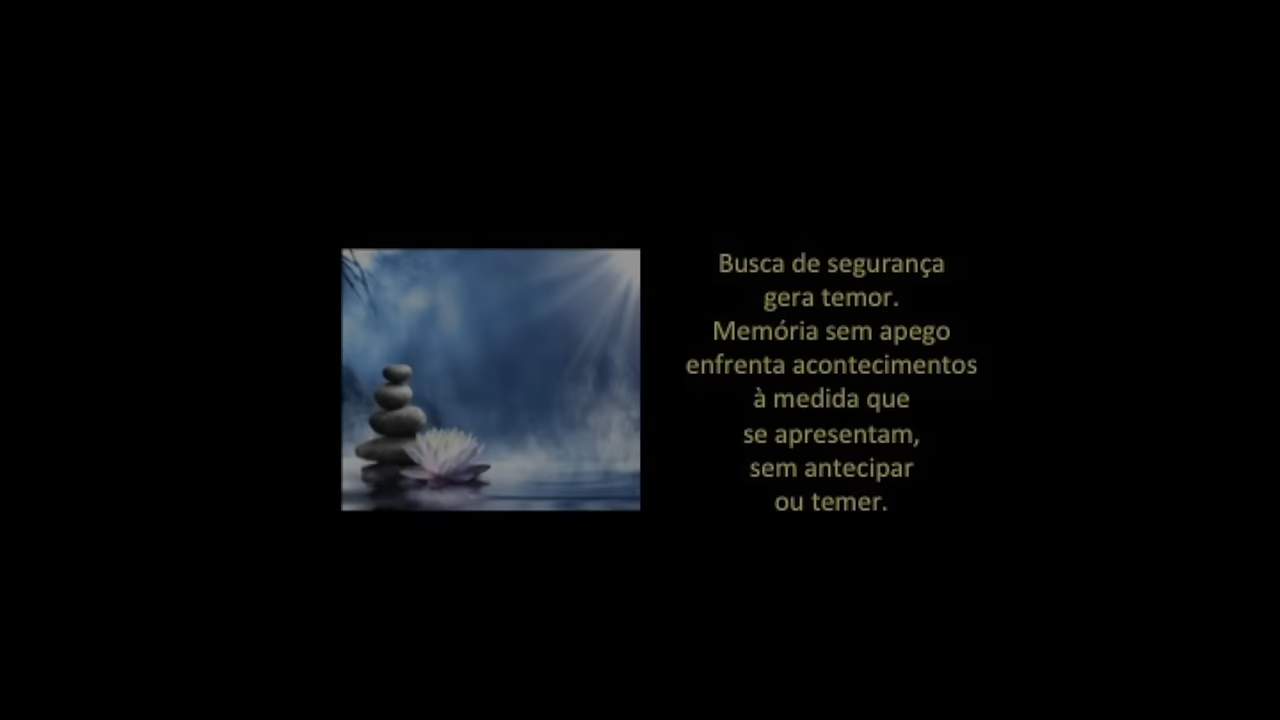 Busca de segurança
gera temor.
Memória sem apego
enfrenta acontecimentos
à medida que
se apresentam,
sem antecipar
ou temer.